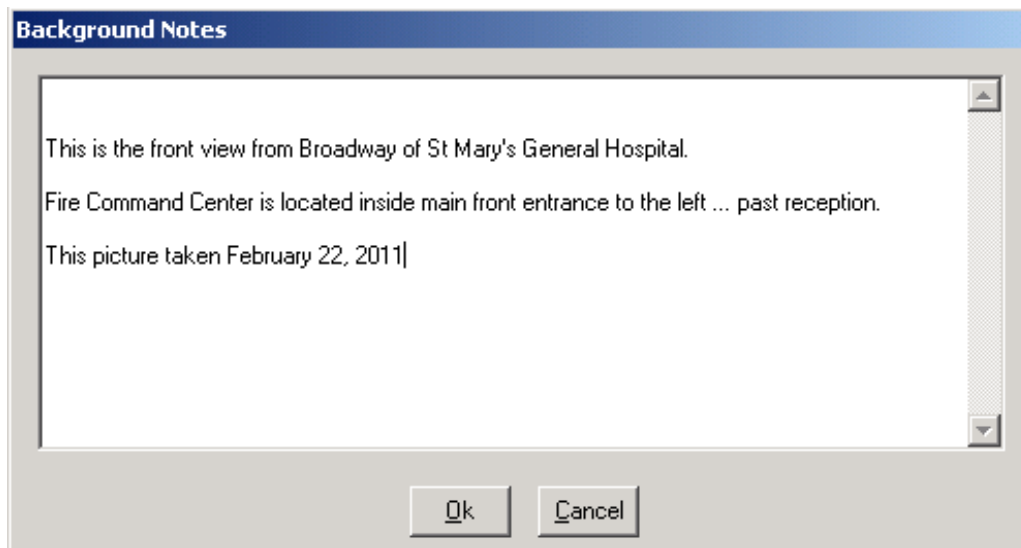 Background Notes
This is the front view from Broadway of St Mary's General Hospital.
Fire Command Center is located inside main front entrance to the left ... past reception.
This picture taken February 22, 2011
Ok Cancel